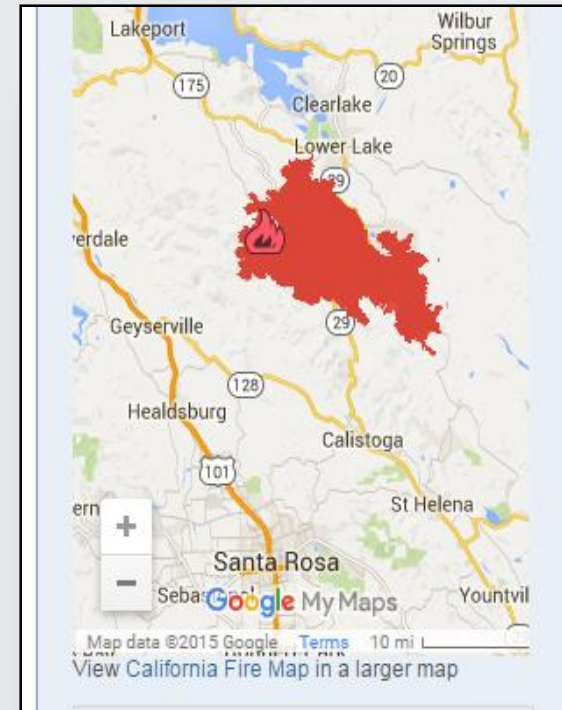 Lakeport
Wilbur
Springs
20
175
Clearlake
Lower Lake
29
verdale
Geyserville
29
128
Healdsburg
Calistoga
101
ern
St Helena
+
−
Santa Rosa
Google My Maps
Yountvil
Map data ©2015 Google Terms 10 mi
View California Fire Map in a larger map